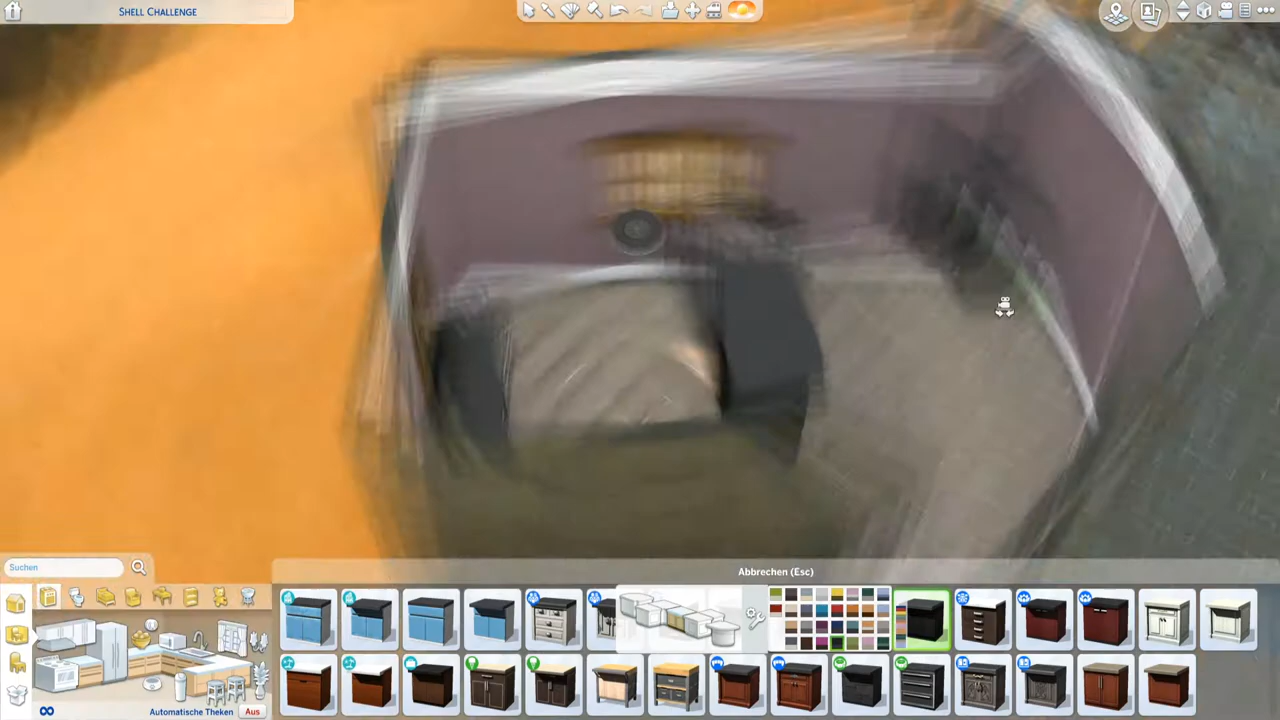 SHELL CHALLENGE
Abbrechen (Esc)
Suchen
Automatische Theken Aus